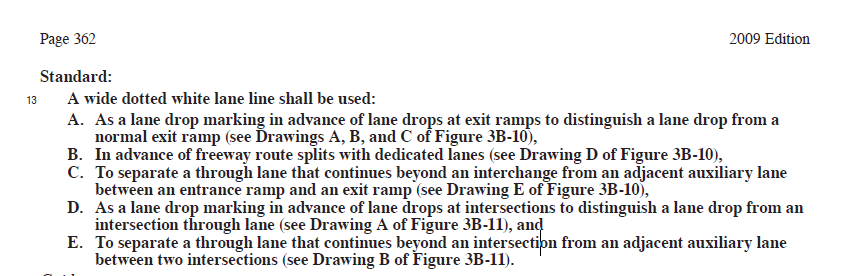 Page 362 2009 Edition
Standard:
13 A wide dotted white lane line shall be used:
A. As a lane drop marking in advance of lane drops at exit ramps to distinguish a lane drop from a
normal exit ramp (see Drawings A, B, and C of Figure 3B-10),
B. In advance of freeway route splits with dedicated lanes (see Drawing D of Figure 3B-10),
C. To separate a through lane that continues beyond an interchange from an adjacent auxiliary lane
between an entrance ramp and an exit ramp (see Drawing E of Figure 3B-10),
D. As a lane drop marking in advance of lane drops at intersections to distinguish a lane drop from an
intersection through lane (see Drawing A of Figure 3B-11), and
E. To separate a through lane that continues beyond an intersection from an adjacent auxiliary lane
between two intersections (see Drawing B of Figure 3B-11).